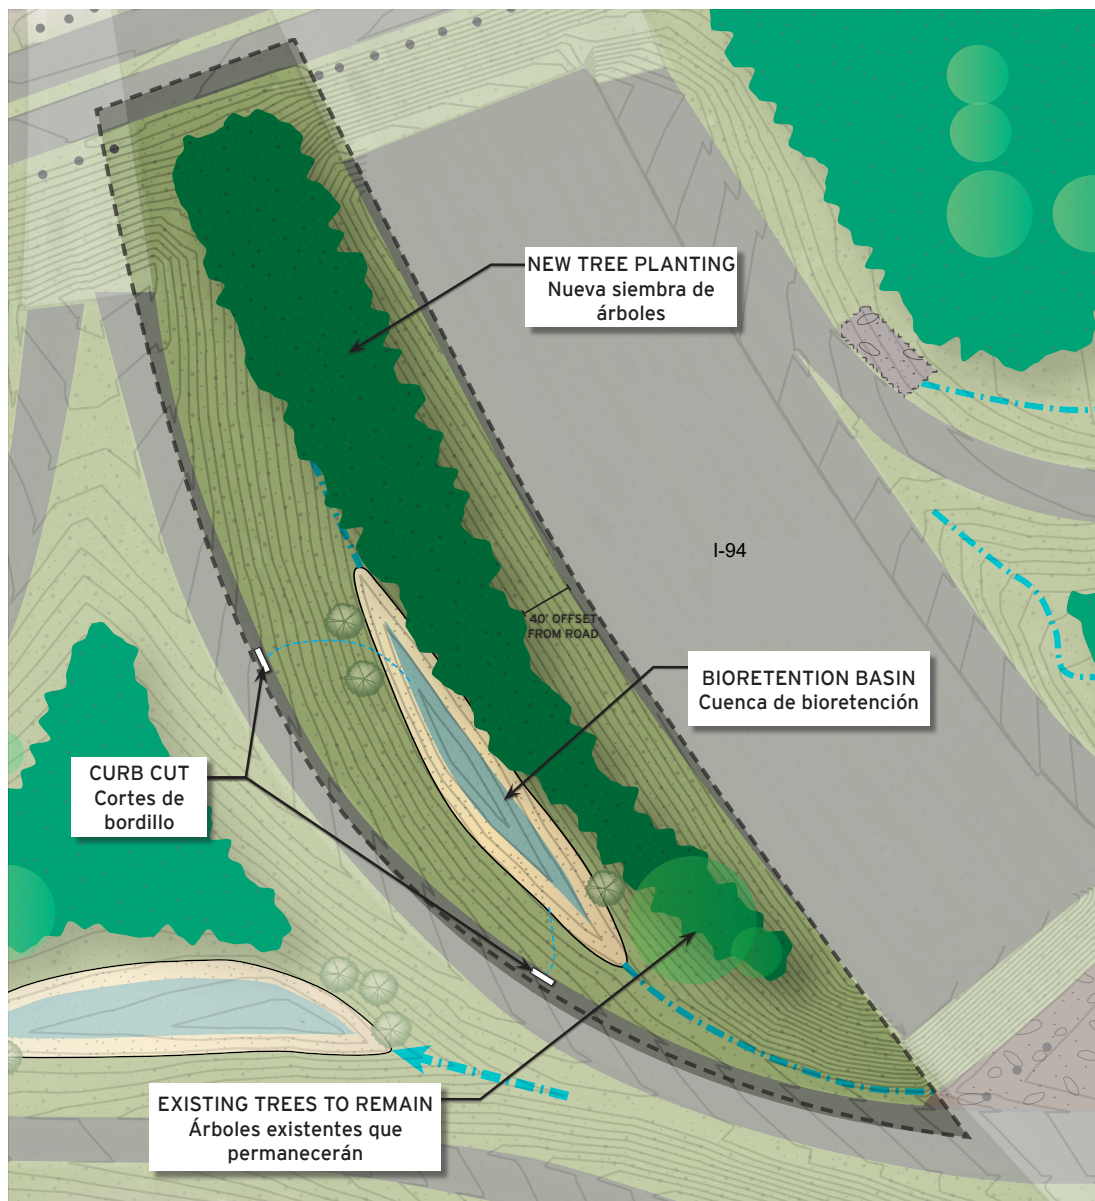 NEW TREE PLANTING
Nueva siembra de
árboles
I-94
40' OFFSET
FROM ROAD
BIORETENTION BASIN
Cuenca de bioretención
CURB CUT
Cortes de
bordillo
EXISTING TREES TO REMAIN
Árboles existentes que
permanecerán